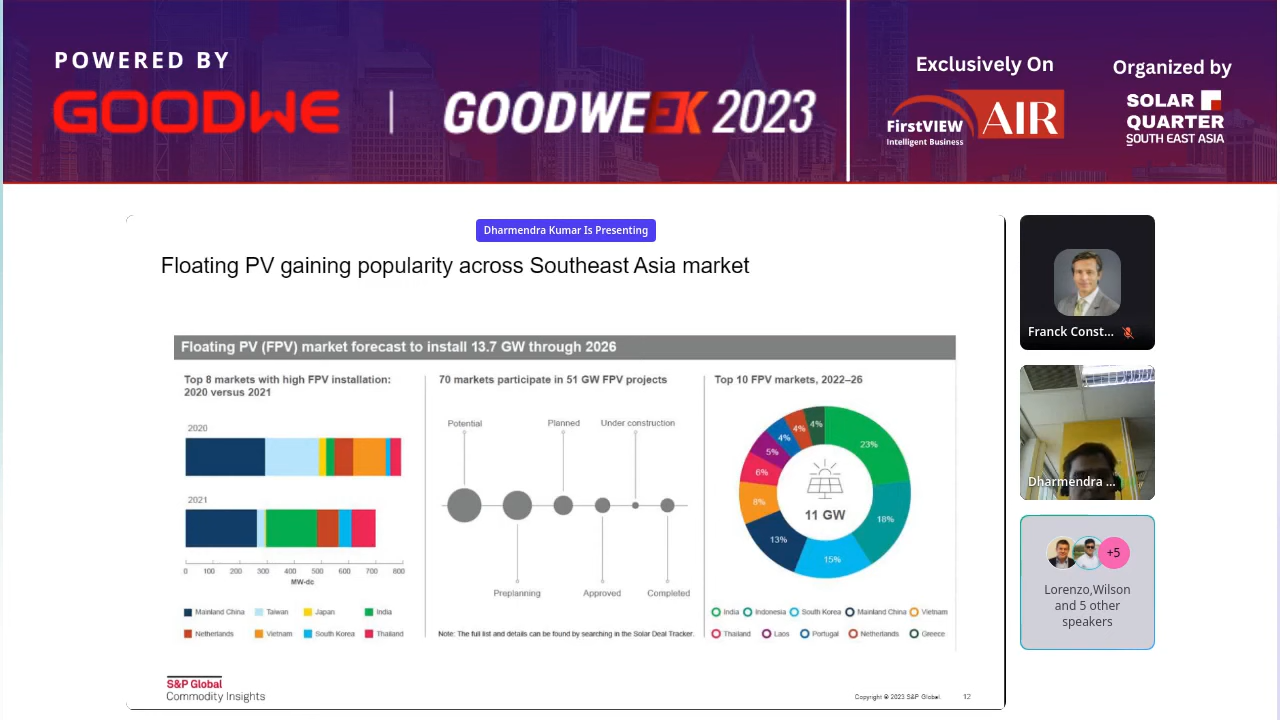 POWERED BY
GOODWE
GOODWEEK 2023
Exclusively On
FirstVIEW
Intelligent Business
AIR
Organized by
SOLAR
QUARTER
SOUTH EAST ASIA
Dharmendra Kumar Is Presenting
Floating PV gaining popularity across Southeast Asia market
Floating PV (FPV) market forecast to install 13.7 GW through 2026
Top 8 markets with high FPV installation:
2020 versus 2021
2020
2021
0 100 200 300 400 500 600 700 800
MW-dc
Mainland China Taiwan Japan India
Netherlands Vietnam South Korea Thailand
70 markets participate in 51 GW FPV projects
Potential Planned Under construction
Preplanning Approved Completed
Note: The full list and details can be found by searching in the Solar Deal Tracker.
Top 10 FPV markets, 2022–26
23%
18%
15%
13%
6%
6%
5%
4%
4%
4%
11 GW
India Indonesia South Korea Mainland China Vietnam
Thailand Laos Portugal Netherlands Greece
S&P Global
Commodity Insights
Copyright © 2023 S&P Global.
12
Franck Const...
Dharmendra ...
+5
Lorenzo,Wilson
and 5 other
speakers